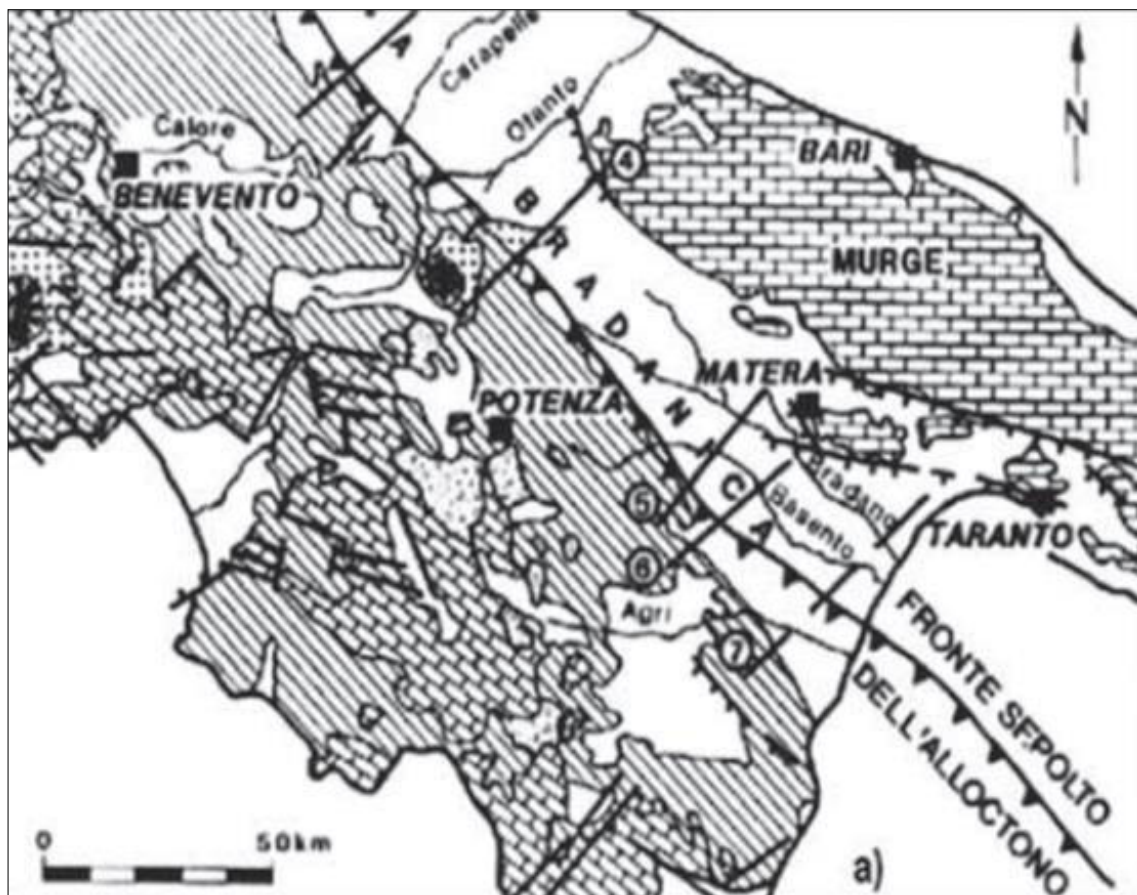 Carapelle
Ofanto
N
Calore
BENEVENTO
4
BARI
MURGE
BRADANICA
MATERA
POTENZA
Bradano
Basento
5
TARANTO
6
Agri
7
FRONTE SEPOLTO
DELL'ALLOCTONO
0 50km
a)